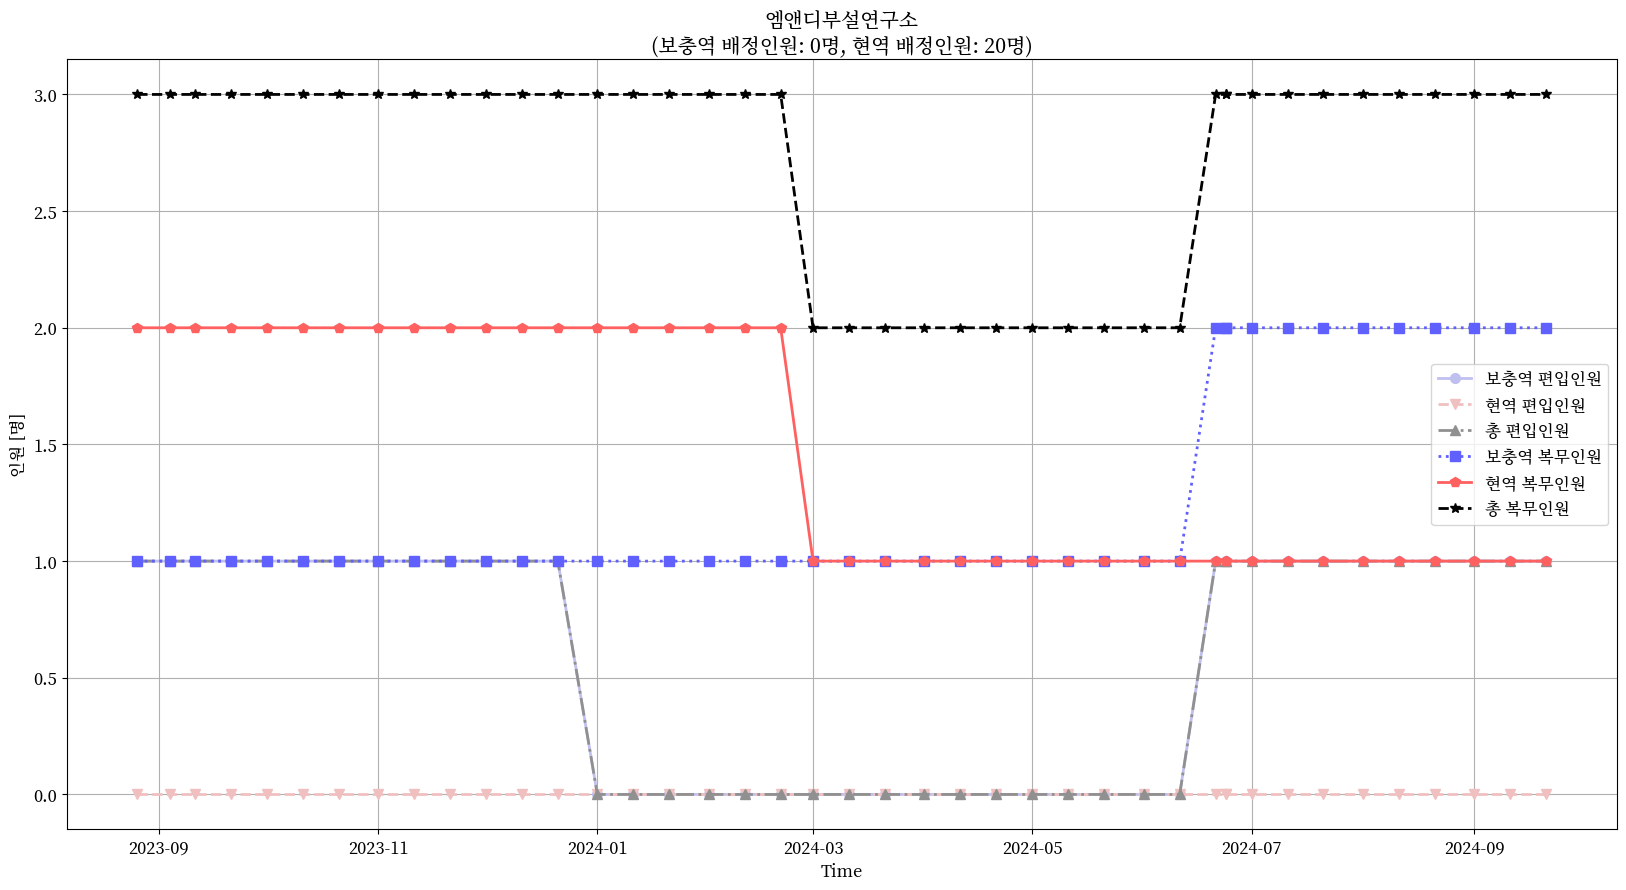 엠앤디부설연구소
(보충역 배정인원: 0명, 현역 배정인원: 20명)
3.0
2.5
2.0
1.5
1.0
0.5
0.0
인원 [명]
보충역 편입인원
현역 편입인원
총 편입인원
보충역 복무인원
현역 복무인원
총 복무인원
2023-09
2023-11
2024-01
2024-03
2024-05
2024-07
2024-09
Time